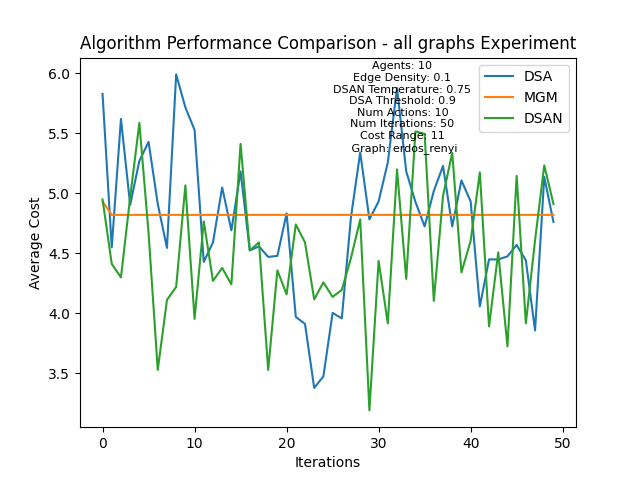 Algorithm Performance Comparison - all graphs Experiment
Agents: 10
Edge Density: 0.1
DSAN Temperature: 0.75
DSA Threshold: 0.9
Num Actions: 10
Num Iterations: 50
Cost Range: 11
Graph: erdos_renyi
DSA
MGM
DSAN
Average Cost
6.0
5.5
5.0
4.5
4.0
3.5
0 10 20 30 40 50
Iterations